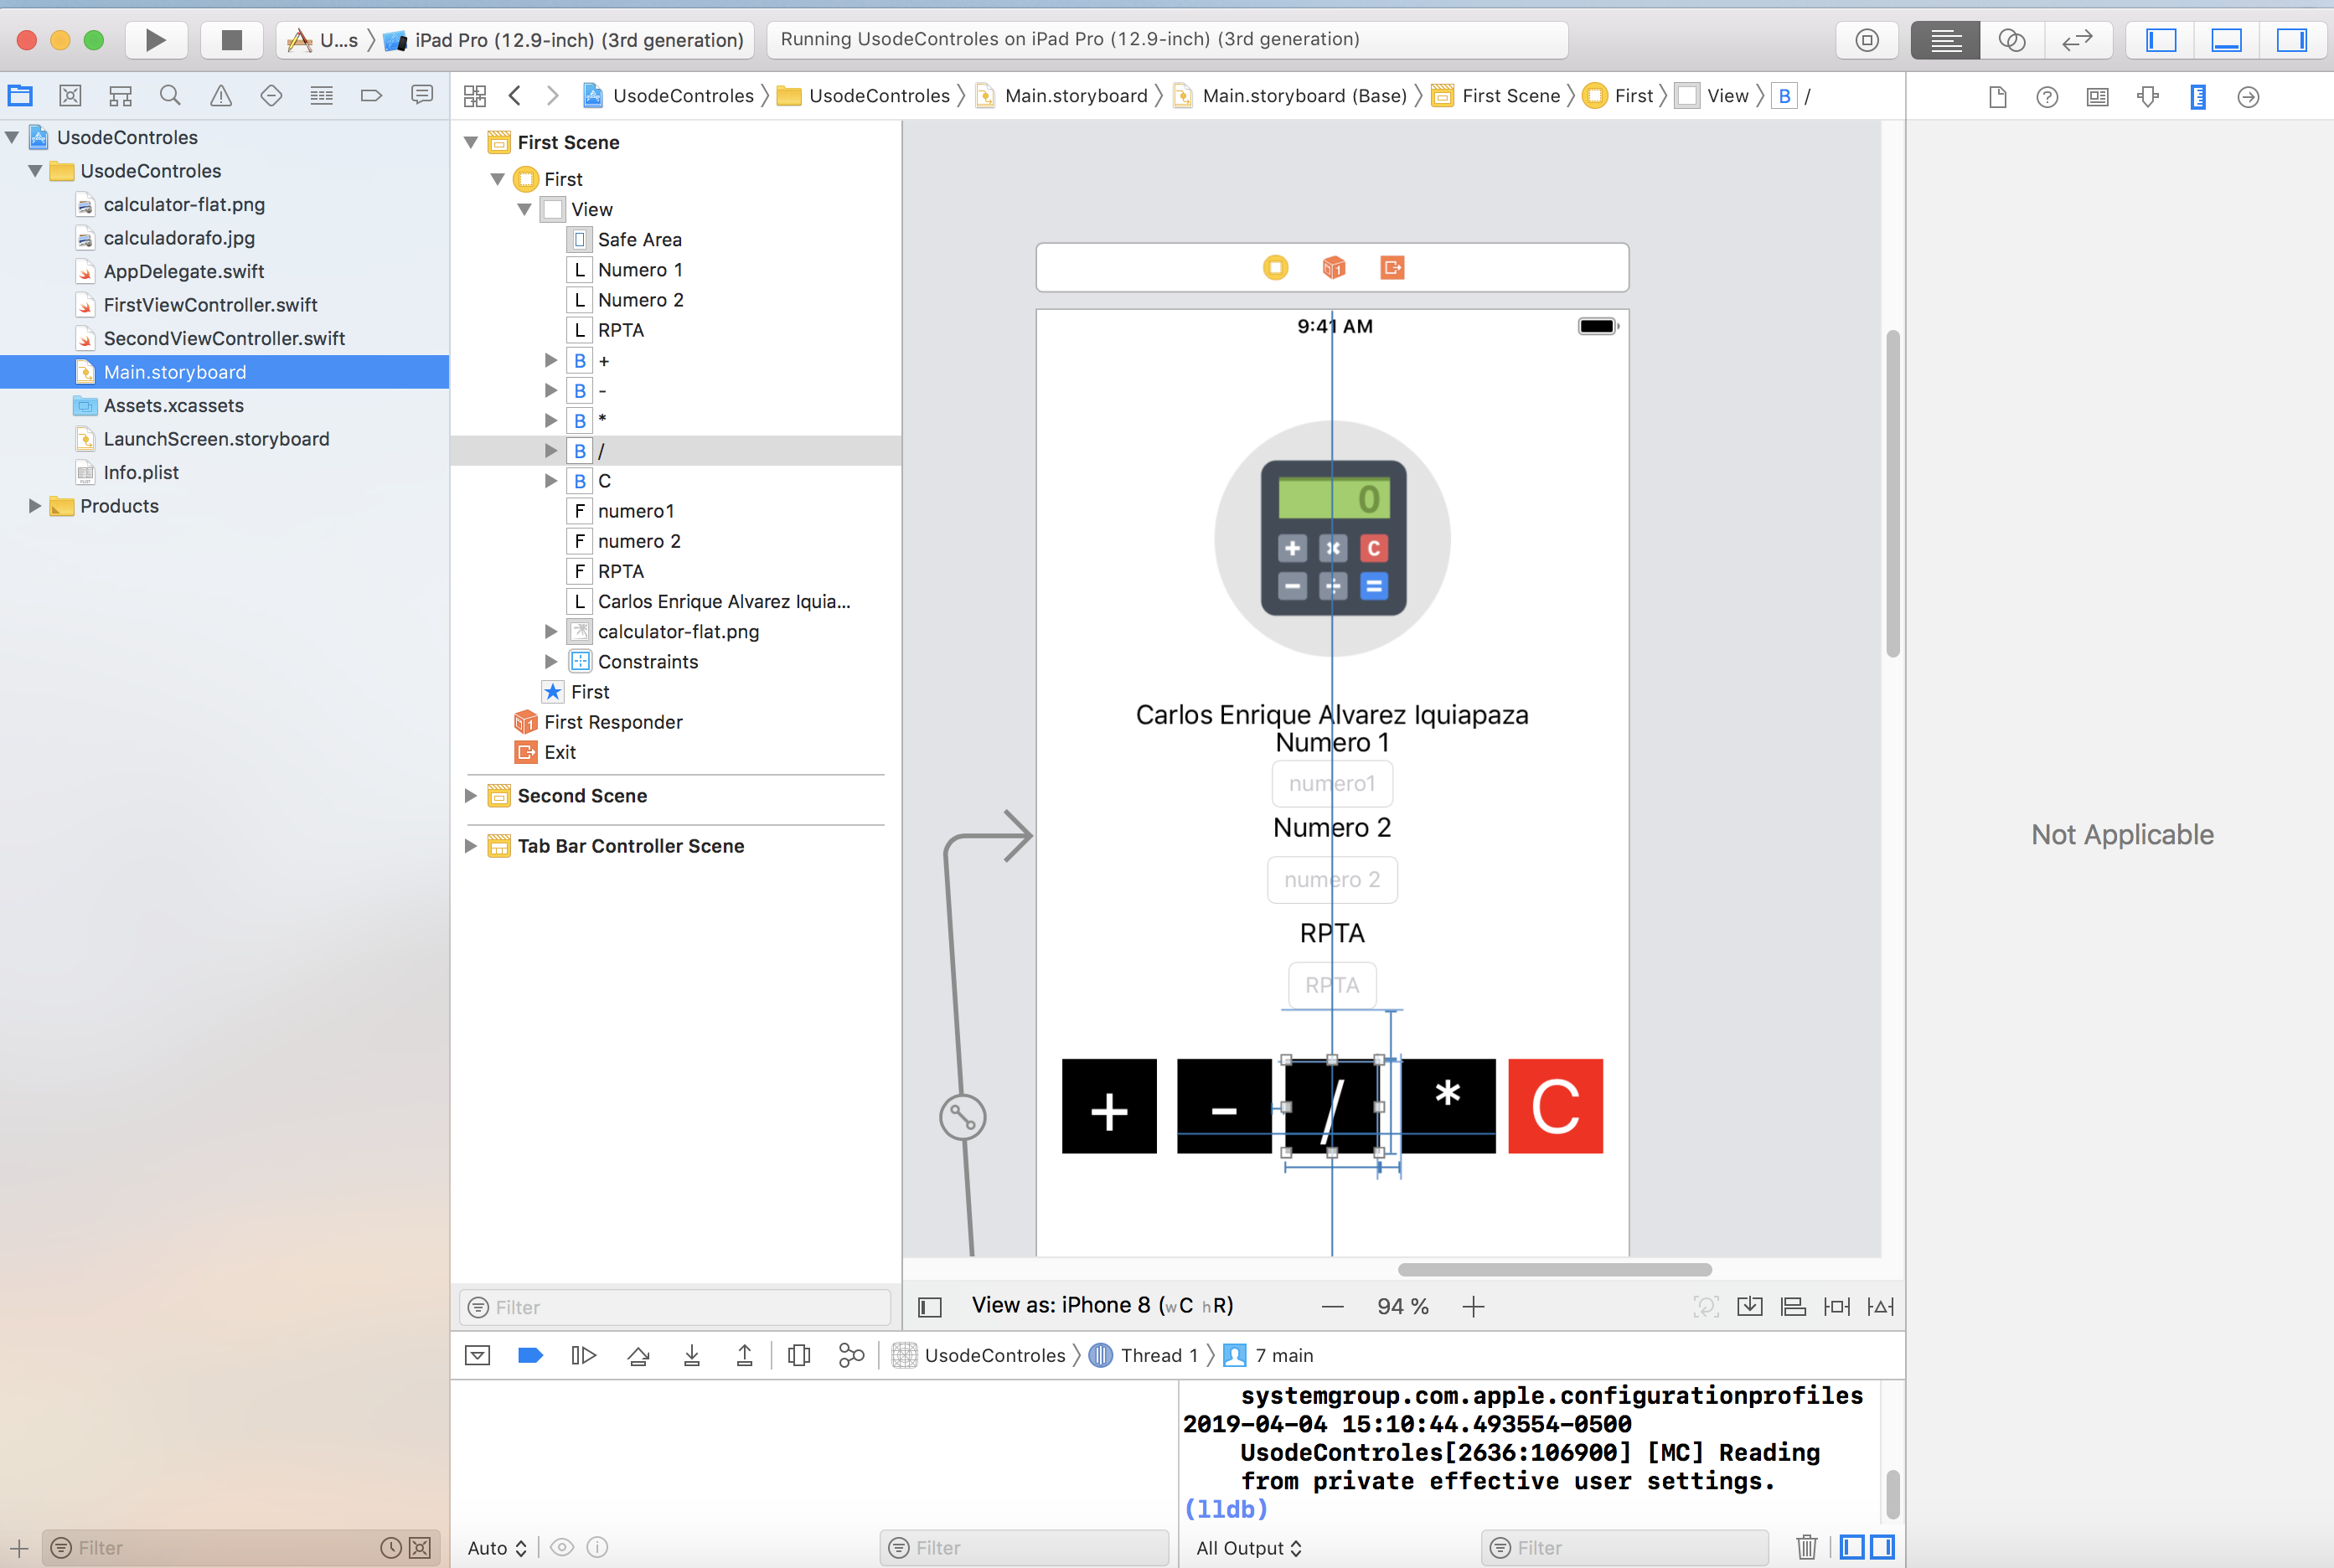 U...s
iPad Pro (12.9-inch) (3rd generation)
Running UsodeControles on iPad Pro (12.9-inch) (3rd generation)
UsodeControles
UsodeControles
Main.storyboard
Main.storyboard (Base)
First Scene
First
View
B
/
UsodeControles
UsodeControles
calculator-flat.png
calculadorafo.jpg
AppDelegate.swift
FirstViewController.swift
SecondViewController.swift
Main.storyboard
Assets.xcassets
LaunchScreen.storyboard
Info.plist
Products
First Scene
First
View
Safe Area
L Numero 1
L Numero 2
L RPTA
B +
B -
B *
B /
B C
F numero1
F numero 2
F RPTA
L Carlos Enrique Alvarez Iquia...
calculator-flat.png
Constraints
First
First Responder
Exit
Second Scene
Tab Bar Controller Scene
9:41 AM
0
+ × C
− ÷ =
Carlos Enrique Alvarez Iquiapaza
Numero 1
numero1
Numero 2
numero 2
RPTA
RPTA
+ - / * C
Not Applicable
Filter
View as: iPhone 8 (wC hR)
94 %
UsodeControles
Thread 1
7 main
systemgroup.com.apple.configurationprofiles
2019-04-04 15:10:44.493554-0500
UsodeControles[2636:106900] [MC] Reading
from private effective user settings.
(lldb)
Filter
Auto
Filter
All Output
Filter